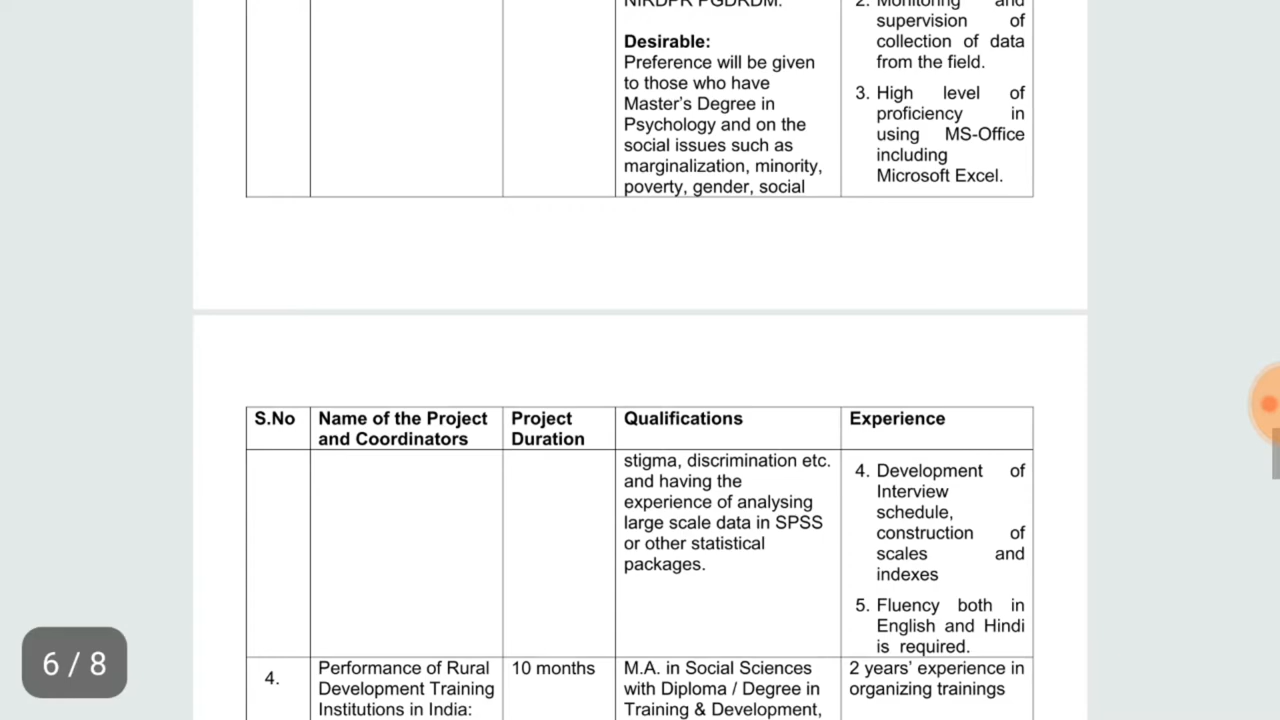 NIRDPR PGDRDM.
Desirable:
Preference will be given
to those who have
Master's Degree in
Psychology and on the
social issues such as
marginalization, minority,
poverty, gender, social
2. Monitoring and
supervision of
collection of data
from the field.
3. High level of
proficiency in
using MS-Office
including
Microsoft Excel.
S.No
Name of the Project
and Coordinators
Project
Duration
Qualifications
Experience
stigma, discrimination etc.
and having the
experience of analysing
large scale data in SPSS
or other statistical
packages.
4. Development of
Interview
schedule,
construction of
scales and
indexes
5. Fluency both in
English and Hindi
is required.
4.
Performance of Rural
Development Training
Institutions in India:
10 months
M.A. in Social Sciences
with Diploma / Degree in
Training & Development,
2 years' experience in
organizing trainings
6 / 8